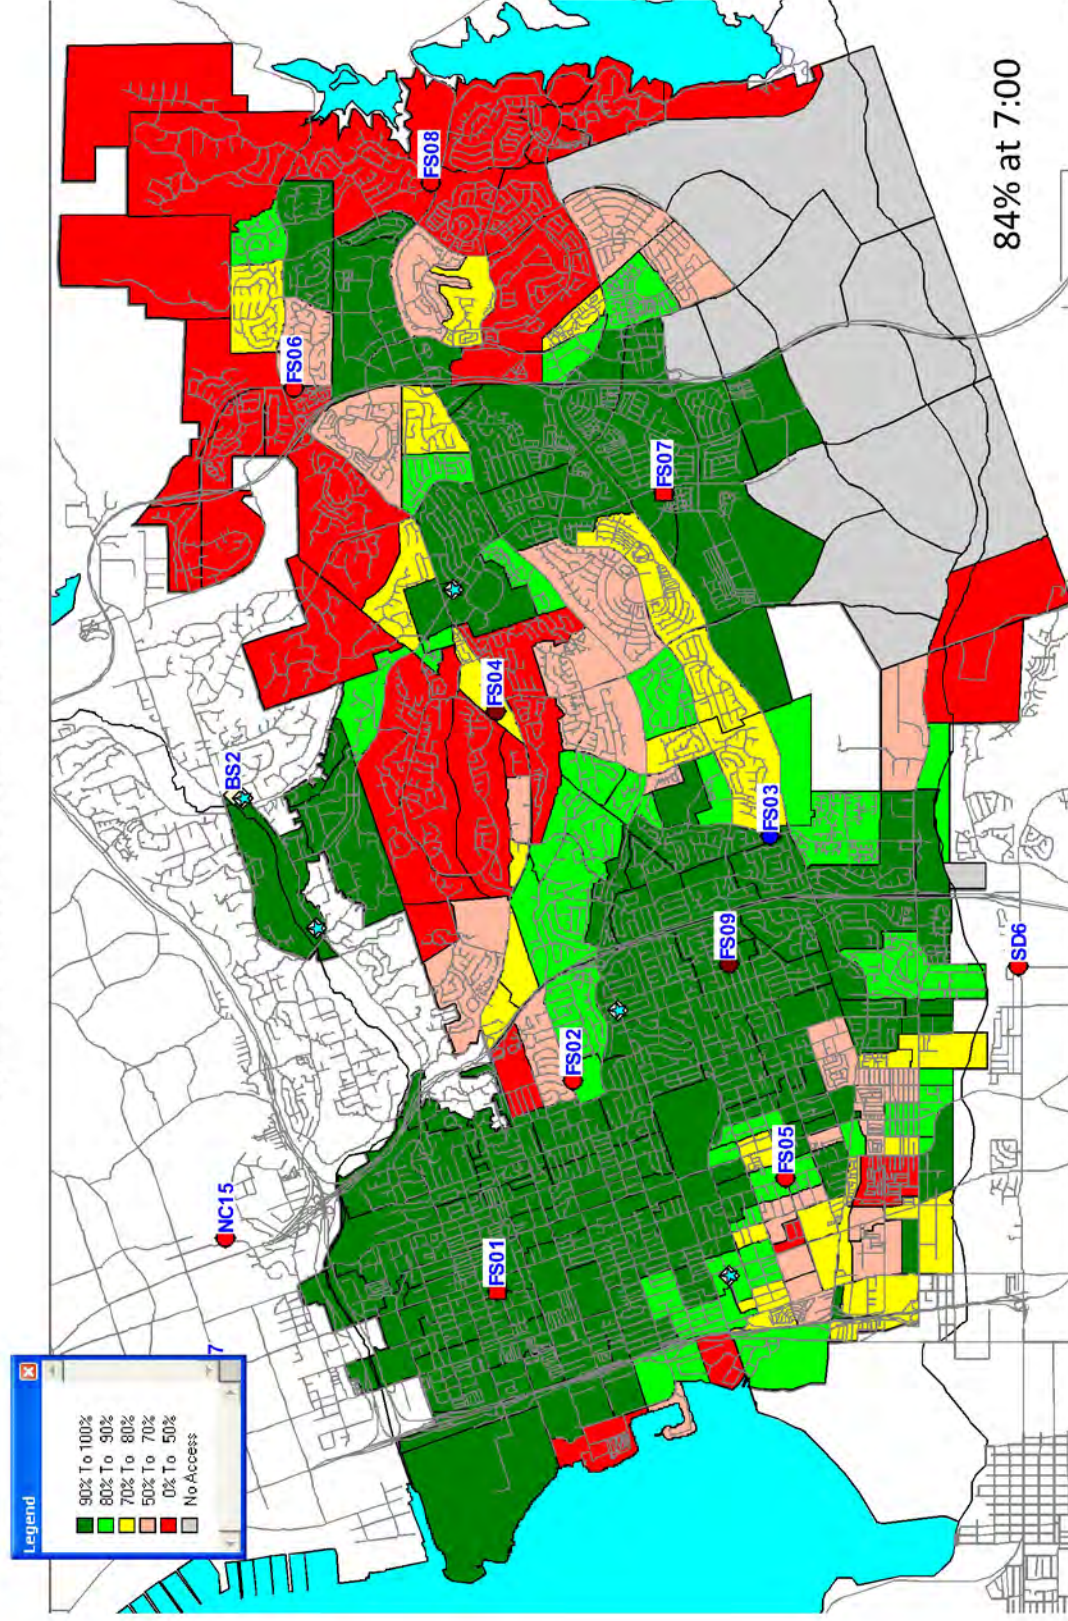 Legend
90% To 100%
80% To 90%
70% To 80%
50% To 70%
0% To 50%
No Access
7
NC15
BS2
FS06
FS08
FS01
FS02
FS04
FS07
FS05
FS09
FS03
SD6
84% at 7:00